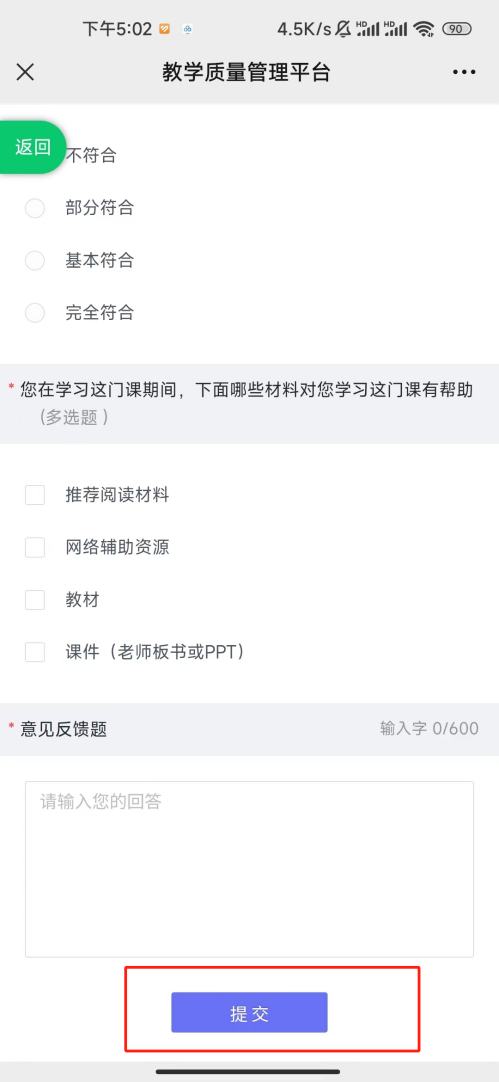 下午5:02
4.5K/s HD HD 90
教学质量管理平台
返回
不符合
部分符合
基本符合
完全符合
* 您在学习这门课期间，下面哪些材料对您学习这门课有帮助
(多选题 )
推荐阅读材料
网络辅助资源
教材
课件（老师板书或PPT）
* 意见反馈题
输入字 0/600
请输入您的回答
提交